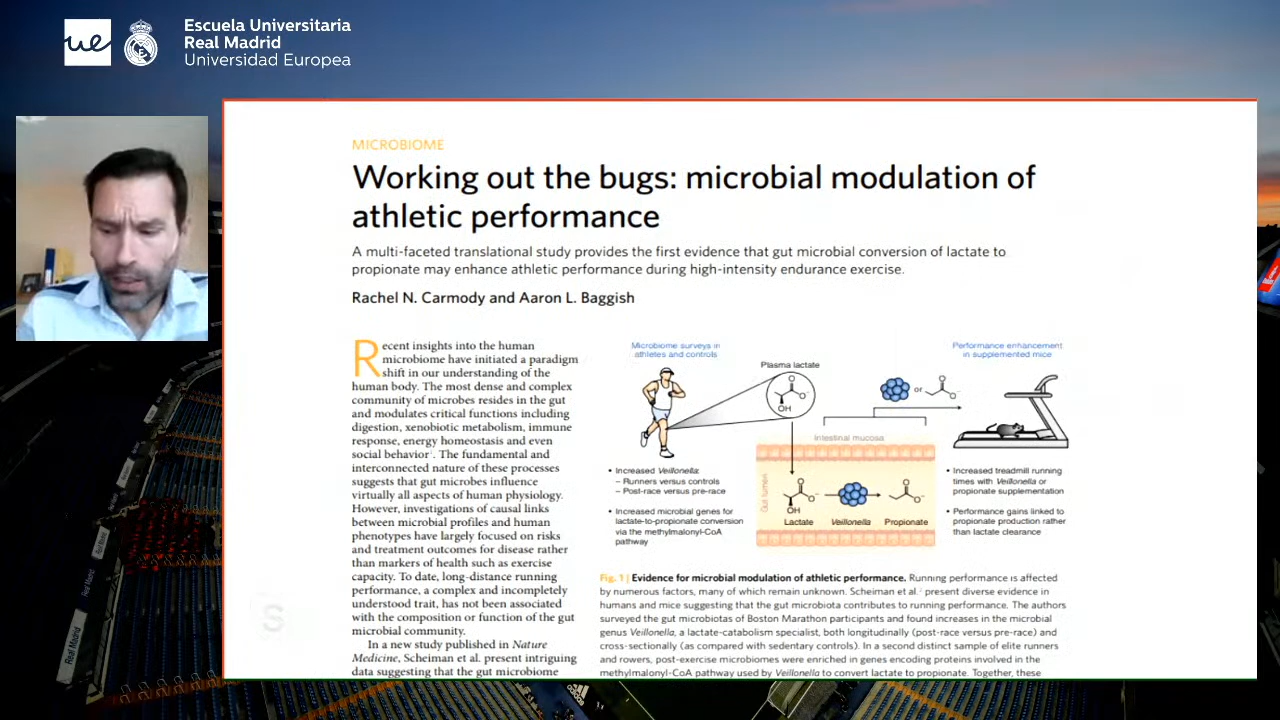 ue
Escuela Universitaria
Real Madrid
Universidad Europea
MICROBIOME
Working out the bugs: microbial modulation of
athletic performance
A multi-faceted translational study provides the first evidence that gut microbial conversion of lactate to
propionate may enhance athletic performance during high-intensity endurance exercise.
Rachel N. Carmody and Aaron L. Baggish
Recent insights into the human
microbiome have initiated a paradigm
shift in our understanding of the
human body. The most dense and complex
community of microbes resides in the gut
and modulates critical functions including
digestion, xenobiotic metabolism, immune
response, energy homeostasis and even
social behavior1. The fundamental and
interconnected nature of these processes
suggests that gut microbes influence
virtually all aspects of human physiology.
However, investigations of causal links
between microbial profiles and human
phenotypes have largely focused on risks
and treatment outcomes for disease rather
than markers of health such as exercise
capacity. To date, long-distance running
performance, a complex and incompletely
understood trait, has not been associated
with the composition or function of the gut
microbial community.
In a new study published in Nature
Medicine, Scheiman et al. present intriguing
data suggesting that the gut microbiome
Microbiome surveys in
athletes and controls
Plasma lactate
O
O-
OH
or
O
O-
Performance enhancement
in supplemented mice
Intestinal mucosa
Gut lumen
O
O-
OH
O
O-
Lactate
Veillonella
Propionate
• Increased Veillonella:
– Runners versus controls
– Post-race versus pre-race
• Increased microbial genes for
lactate-to-propionate conversion
via the methylmalonyl-CoA
pathway
• Increased treadmill running
times with Veillonella or
propionate supplementation
• Performance gains linked to
propionate production rather
than lactate clearance
Fig. 1 | Evidence for microbial modulation of athletic performance. Running performance is affected
by numerous factors, many of which remain unknown. Scheiman et al.2 present diverse evidence in
humans and mice suggesting that the gut microbiota contributes to running performance. The authors
surveyed the gut microbiotas of Boston Marathon participants and found increases in the microbial
genus Veillonella, a lactate-catabolism specialist, both longitudinally (post-race versus pre-race) and
cross-sectionally (as compared with sedentary controls). In a second distinct sample of elite runners
and rowers, post-exercise microbiomes were enriched in genes encoding proteins involved in the
methylmalonyl-CoA pathway used by Veillonella to convert lactate to propionate. Together, these
S
Real Madrid
Real Madrid